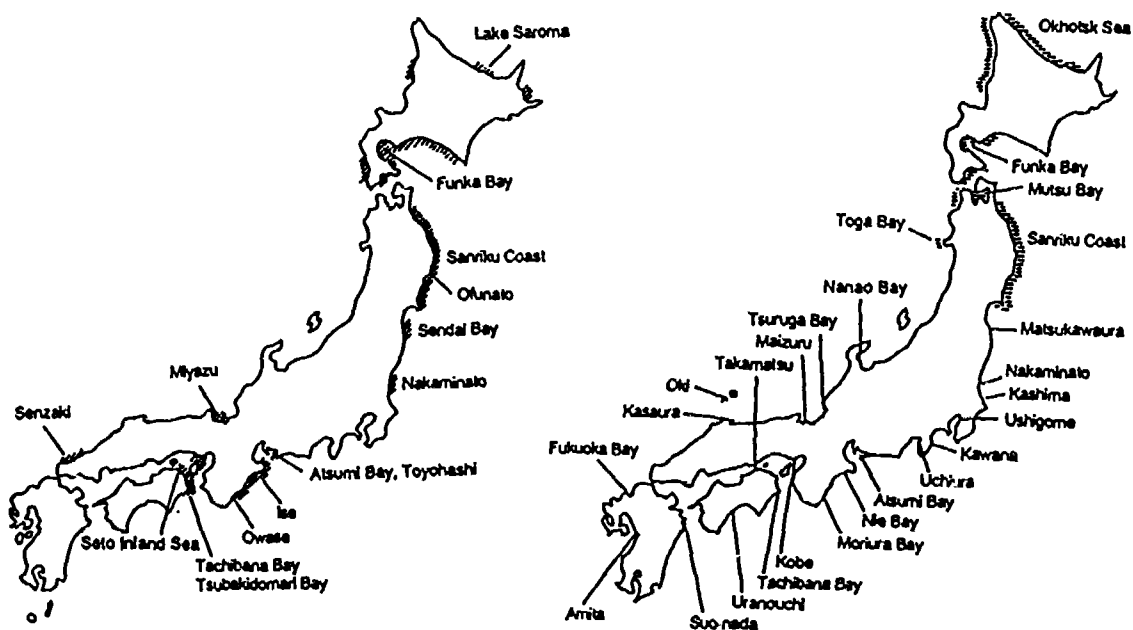 Lake Saroma
Funka Bay
Sanriku Coast
Ofunato
Sendai Bay
Nakaminato
Miyazu
Senzaki
Atsumi Bay, Toyohashi
Ise
Owase
Seto Inland Sea
Tachibana Bay
Tsubakidomari Bay
Okhotsk Sea
Funka Bay
Mutsu Bay
Toga Bay
Sanriku Coast
Nanao Bay
Tsuruga Bay
Maizuru
Takamatsu
Matsukawaura
Oki
Nakaminato
Kashima
Kasaura
Ushigome
Fukuoka Bay
Kawana
Uchiura
Atsumi Bay
Nie Bay
Moriura Bay
Kobe
Tachibana Bay
Uranouchi
Amita
Suo-nada